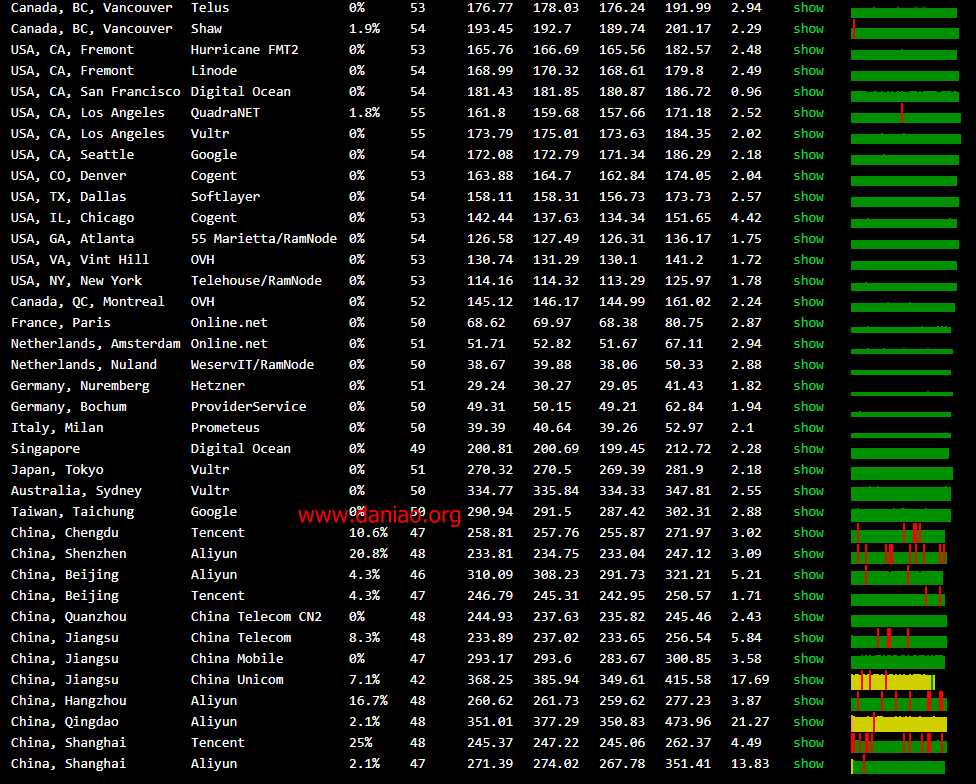 Canada, BC, Vancouver Telus 0% 53 176.77 178.03 176.24 191.99 2.94 show
Canada, BC, Vancouver Shaw 1.9% 54 193.45 192.7 189.74 201.17 2.29 show
USA, CA, Fremont Hurricane FMT2 0% 53 165.76 166.69 165.56 182.57 2.48 show
USA, CA, Fremont Linode 0% 54 168.99 170.32 168.61 179.8 2.49 show
USA, CA, San Francisco Digital Ocean 0% 54 181.43 181.85 180.87 186.72 0.96 show
USA, CA, Los Angeles QuadraNET 1.8% 55 161.8 159.68 157.66 171.18 2.52 show
USA, CA, Los Angeles Vultr 0% 55 173.79 175.01 173.63 184.35 2.02 show
USA, CA, Seattle Google 0% 54 172.08 172.79 171.34 186.29 2.18 show
USA, CO, Denver Cogent 0% 53 163.88 164.7 162.84 174.05 2.04 show
USA, TX, Dallas Softlayer 0% 54 158.11 158.31 156.73 173.73 2.57 show
USA, IL, Chicago Cogent 0% 53 142.44 137.63 134.34 151.65 4.42 show
USA, GA, Atlanta 55 Marietta/RamNode 0% 54 126.58 127.49 126.31 136.17 1.75 show
USA, VA, Vint Hill OVH 0% 53 130.74 131.29 130.1 141.2 1.72 show
USA, NY, New York Telehouse/RamNode 0% 53 114.16 114.32 113.29 125.97 1.78 show
Canada, QC, Montreal OVH 0% 52 145.12 146.17 144.99 161.02 2.24 show
France, Paris Online.net 0% 50 68.62 69.97 68.38 80.75 2.87 show
Netherlands, Amsterdam Online.net 0% 51 51.71 52.82 51.67 67.11 2.94 show
Netherlands, Nuland WeservIT/RamNode 0% 50 38.67 39.88 38.06 50.33 2.88 show
Germany, Nuremberg Hetzner 0% 51 29.24 30.27 29.05 41.43 1.82 show
Germany, Bochum ProviderService 0% 50 49.31 50.15 49.21 62.84 1.94 show
Italy, Milan Prometeus 0% 50 39.39 40.64 39.26 52.97 2.1 show
Singapore Digital Ocean 0% 49 200.81 200.69 199.45 212.72 2.28 show
Japan, Tokyo Vultr 0% 51 270.32 270.5 269.39 281.9 2.18 show
Australia, Sydney Vultr 0% 50 334.77 335.84 334.33 347.81 2.55 show
Taiwan, Taichung Google 0% 50 290.94 291.5 287.42 302.31 2.88 show
www.daniao.org
China, Chengdu Tencent 10.6% 47 258.81 257.76 255.87 271.97 3.02 show
China, Shenzhen Aliyun 20.8% 48 233.81 234.75 233.04 247.12 3.09 show
China, Beijing Aliyun 4.3% 46 310.09 308.23 291.73 321.21 5.21 show
China, Beijing Tencent 4.3% 47 246.79 245.31 242.95 250.57 1.71 show
China, Quanzhou China Telecom CN2 0% 48 244.93 237.63 235.82 245.46 2.43 show
China, Jiangsu China Telecom 8.3% 48 233.89 237.02 233.65 256.54 5.84 show
China, Jiangsu China Mobile 0% 47 293.17 293.6 283.67 300.85 3.58 show
China, Jiangsu China Unicom 7.1% 42 368.25 385.94 349.61 415.58 17.69 show
China, Hangzhou Aliyun 16.7% 48 260.62 261.73 259.62 277.23 3.87 show
China, Qingdao Aliyun 2.1% 48 351.01 377.29 350.83 473.96 21.27 show
China, Shanghai Tencent 25% 48 245.37 247.22 245.06 262.37 4.49 show
China, Shanghai Aliyun 2.1% 47 271.39 274.02 267.78 351.41 13.83 show